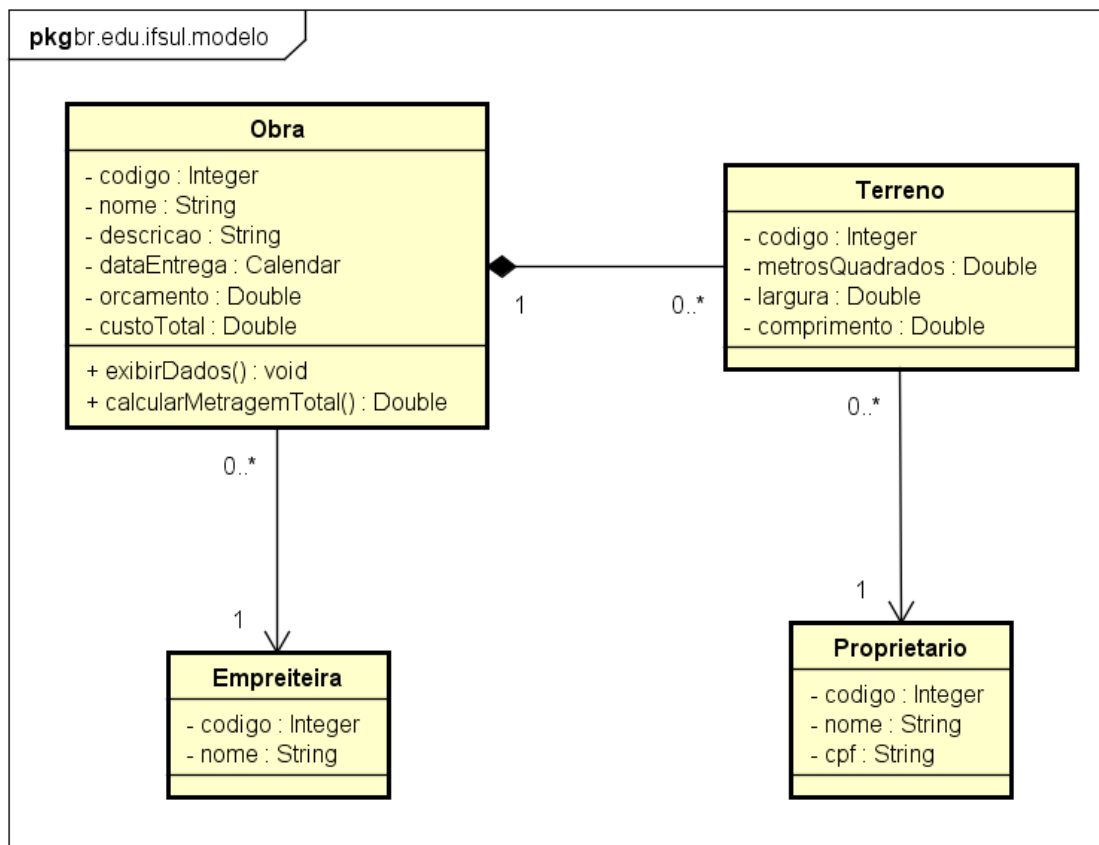 pkg br.edu.ifsul.modelo
Obra
- codigo : Integer
- nome : String
- descricao : String
- dataEntrega : Calendar
- orcamento : Double
- custoTotal : Double
+ exibirDados() : void
+ calcularMetragemTotal() : Double
Terreno
- codigo : Integer
- metrosQuadrados : Double
- largura : Double
- comprimento : Double
1
0..*
0..*
0..*
1
1
Empreiteira
- codigo : Integer
- nome : String
Proprietario
- codigo : Integer
- nome : String
- cpf : String